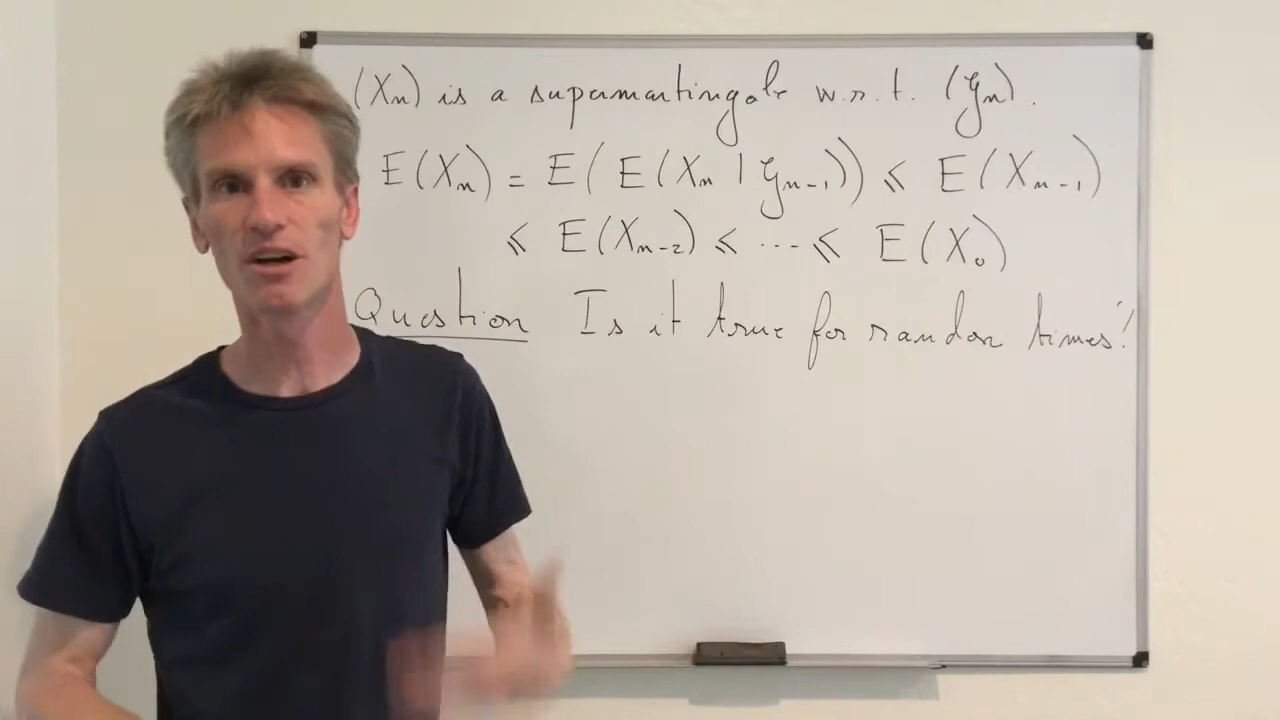 (Xn) is a supermartingale w.r.t. (𝒢n).
E(Xn) = E(E(Xn | 𝒢n-1)) ≤ E(Xn-1)
≤ E(Xn-2) ≤ ... ≤ E(X0)
Question Is it true for random times?